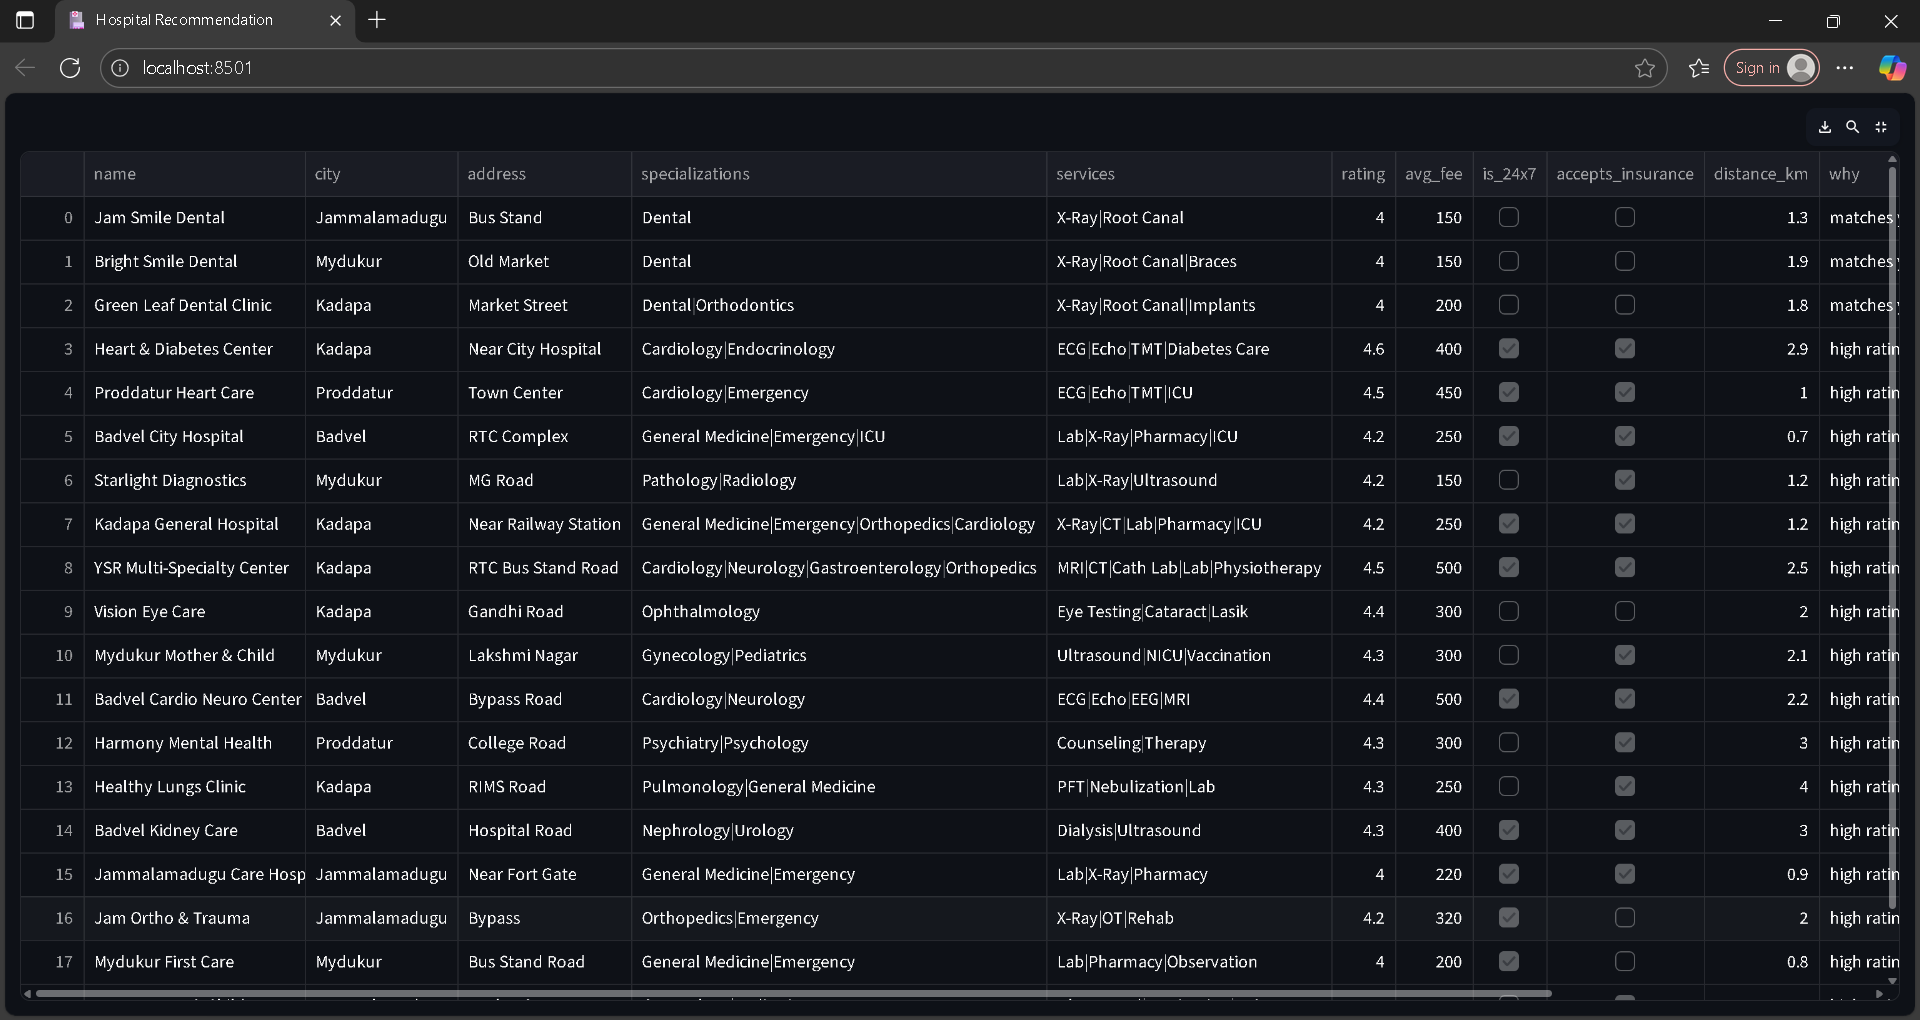 Hospital Recommendation
localhost:8501
Sign in
name city address specializations services rating avg_fee is_24x7 accepts_insurance distance_km why
0 Jam Smile Dental Jammalamadugu Bus Stand Dental X-Ray|Root Canal 4 150 1.3 matches
1 Bright Smile Dental Mydukur Old Market Dental X-Ray|Root Canal|Braces 4 150 1.9 matches
2 Green Leaf Dental Clinic Kadapa Market Street Dental|Orthodontics X-Ray|Root Canal|Implants 4 200 1.8 matches
3 Heart & Diabetes Center Kadapa Near City Hospital Cardiology|Endocrinology ECG|Echo|TMT|Diabetes Care 4.6 400 2.9 high ratin
4 Proddatur Heart Care Proddatur Town Center Cardiology|Emergency ECG|Echo|TMT|ICU 4.5 450 1 high ratin
5 Badvel City Hospital Badvel RTC Complex General Medicine|Emergency|ICU Lab|X-Ray|Pharmacy|ICU 4.2 250 0.7 high ratin
6 Starlight Diagnostics Mydukur MG Road Pathology|Radiology Lab|X-Ray|Ultrasound 4.2 150 1.2 high ratin
7 Kadapa General Hospital Kadapa Near Railway Station General Medicine|Emergency|Orthopedics|Cardiology X-Ray|CT|Lab|Pharmacy|ICU 4.2 250 1.2 high ratin
8 YSR Multi-Specialty Center Kadapa RTC Bus Stand Road Cardiology|Neurology|Gastroenterology|Orthopedics MRI|CT|Cath Lab|Lab|Physiotherapy 4.5 500 2.5 high ratin
9 Vision Eye Care Kadapa Gandhi Road Ophthalmology Eye Testing|Cataract|Lasik 4.4 300 2 high ratin
10 Mydukur Mother & Child Mydukur Lakshmi Nagar Gynecology|Pediatrics Ultrasound|NICU|Vaccination 4.3 300 2.1 high ratin
11 Badvel Cardio Neuro Center Badvel Bypass Road Cardiology|Neurology ECG|Echo|EEG|MRI 4.4 500 2.2 high ratin
12 Harmony Mental Health Proddatur College Road Psychiatry|Psychology Counseling|Therapy 4.3 300 3 high ratin
13 Healthy Lungs Clinic Kadapa RIMS Road Pulmonology|General Medicine PFT|Nebulization|Lab 4.3 250 4 high ratin
14 Badvel Kidney Care Badvel Hospital Road Nephrology|Urology Dialysis|Ultrasound 4.3 400 3 high ratin
15 Jammalamadugu Care Hosp Jammalamadugu Near Fort Gate General Medicine|Emergency Lab|X-Ray|Pharmacy 4 220 0.9 high ratin
16 Jam Ortho & Trauma Jammalamadugu Bypass Orthopedics|Emergency X-Ray|OT|Rehab 4.2 320 2 high ratin
17 Mydukur First Care Mydukur Bus Stand Road General Medicine|Emergency Lab|Pharmacy|Observation 4 200 0.8 high ratin